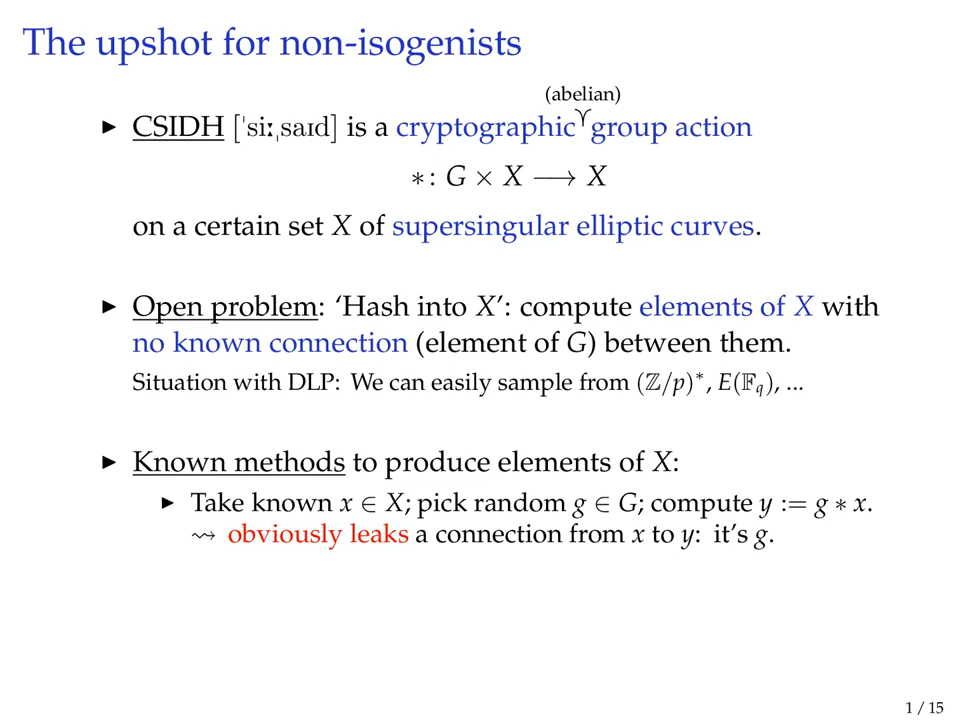 The upshot for non-isogenists
(abelian)
▶ CSIDH [ˈsiːˌsaɪd] is a cryptographic group action
∗: G × X ⟶ X
on a certain set X of supersingular elliptic curves.
▶ Open problem: ‘Hash into X’: compute elements of X with
no known connection (element of G) between them.
Situation with DLP: We can easily sample from (ℤ/p)*, E(𝔽q), ...
▶ Known methods to produce elements of X:
▶ Take known x ∈ X; pick random g ∈ G; compute y := g ∗ x.
⇝ obviously leaks a connection from x to y: it’s g.
1 / 15